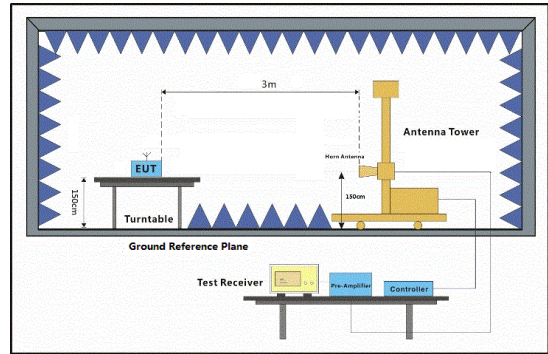 3m
Antenna Tower
Horn Antenna
EUT
150cm
150cm
Turntable
Ground Reference Plane
Test Receiver
Pre-Amplifier
Controller